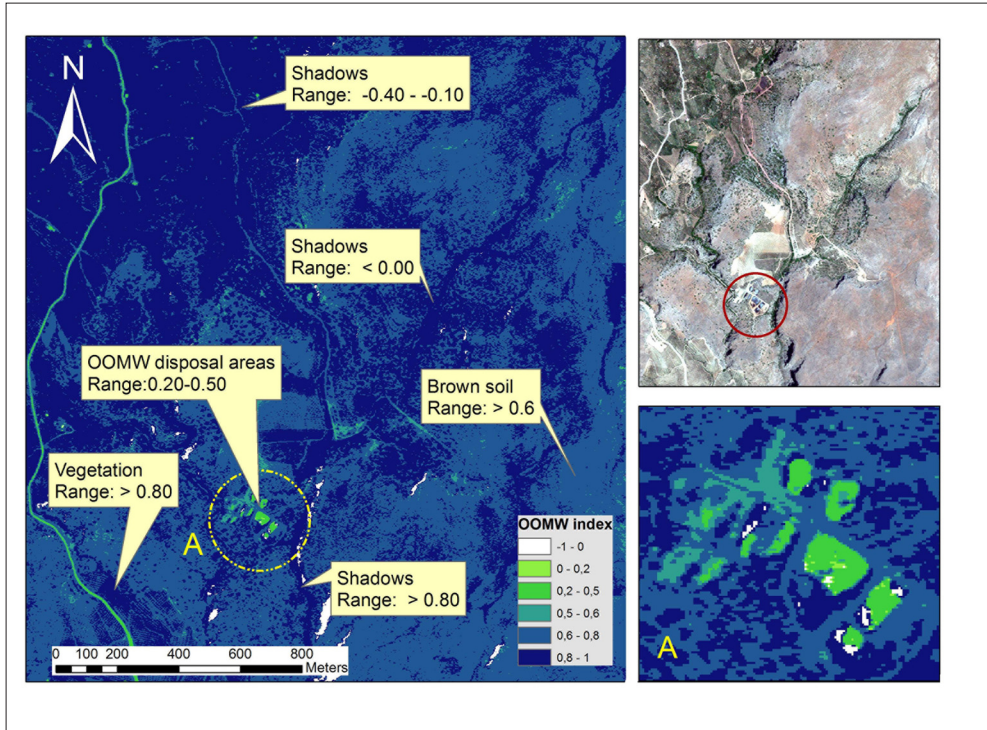 N
Shadows
Range: -0.40 - -0.10
Shadows
Range: < 0.00
OOMW disposal areas
Range:0.20-0.50
Brown soil
Range: > 0.6
Vegetation
Range: > 0.80
A
Shadows
Range: > 0.80
OOMW index
-1 - 0
0 - 0,2
0,2 - 0,5
0,5 - 0,6
0,6 - 0,8
0,8 - 1
0 100 200 400 600 800
Meters
A